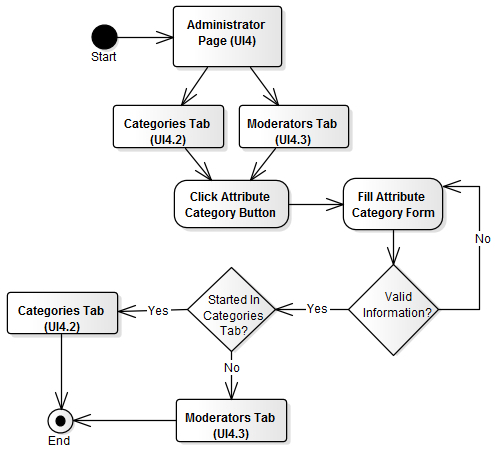 Administrator
Page (UI4)
Start
Categories Tab
(UI4.2)
Moderators Tab
(UI4.3)
Click Attribute
Category Button
Fill Attribute
Category Form
No
Valid
Information?
Yes
Started In
Categories
Tab?
Yes
Categories Tab
(UI4.2)
No
Moderators Tab
(UI4.3)
End